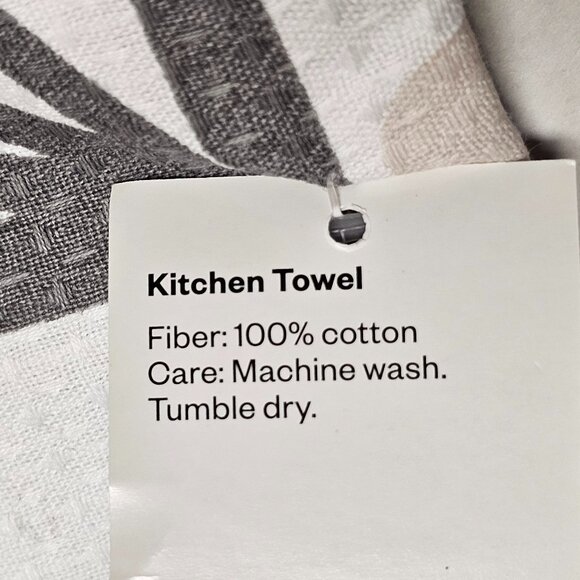 Kitchen Towel
Fiber: 100% cotton
Care: Machine wash.
Tumble dry.